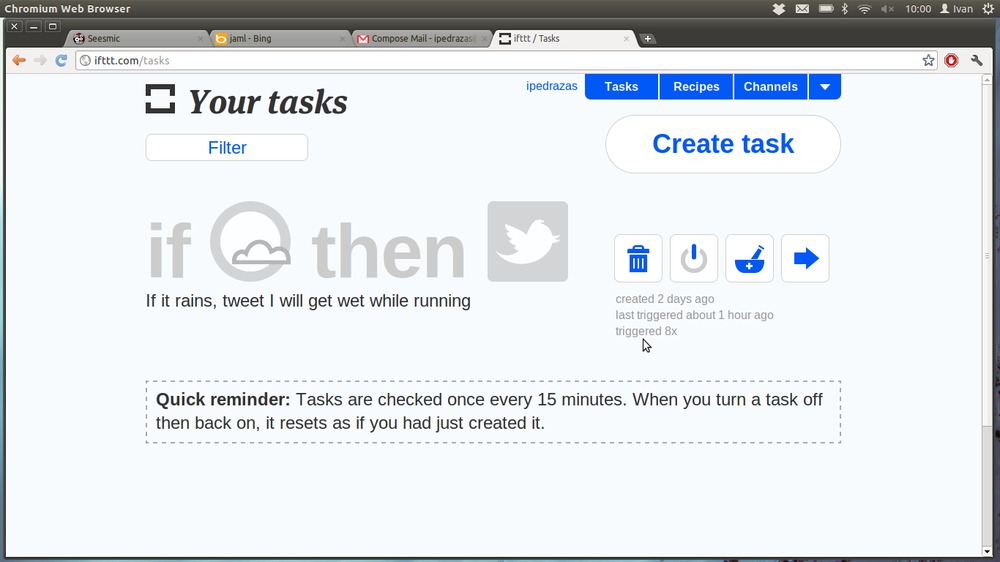 Chromium Web Browser
10:00 Ivan
Seesmic
jaml - Bing
Compose Mail - ipedrazas@
ifttt / Tasks
ifttt.com/tasks
Your tasks
ipedrazas
Tasks
Recipes
Channels
Filter
Create task
if then
If it rains, tweet I will get wet while running
created 2 days ago
last triggered about 1 hour ago
triggered 8x
Quick reminder: Tasks are checked once every 15 minutes. When you turn a task off
then back on, it resets as if you had just created it.